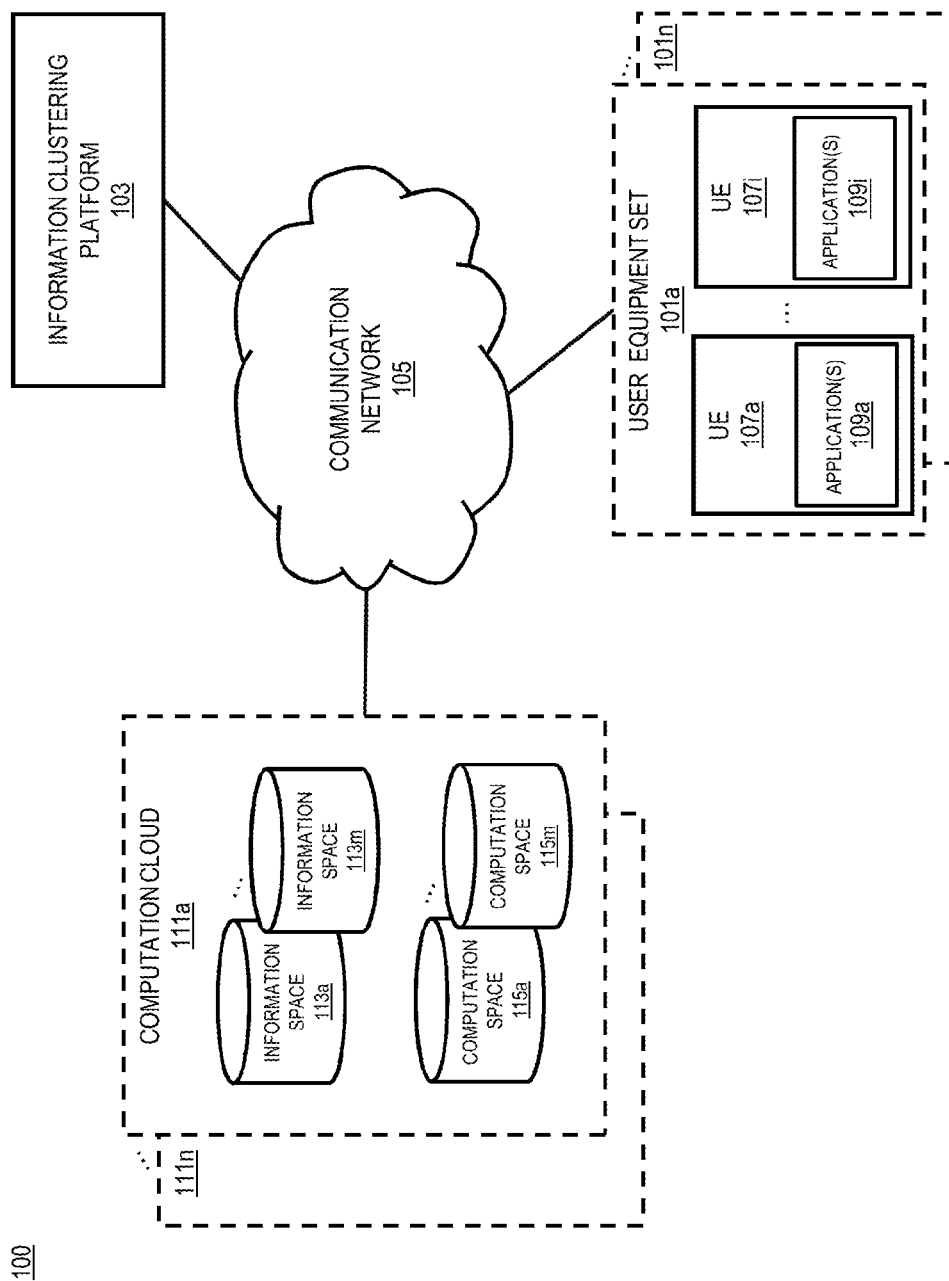 100
INFORMATION CLUSTERING
PLATFORM
103
COMMUNICATION
NETWORK
105
COMPUTATION CLOUD
111a
...
111n
INFORMATION
SPACE
113a
...
INFORMATION
SPACE
113m
COMPUTATION
SPACE
115a
...
COMPUTATION
SPACE
115m
USER EQUIPMENT SET
101a
...
101n
UE
107a
APPLICATION(S)
109a
...
UE
107i
APPLICATION(S)
109i